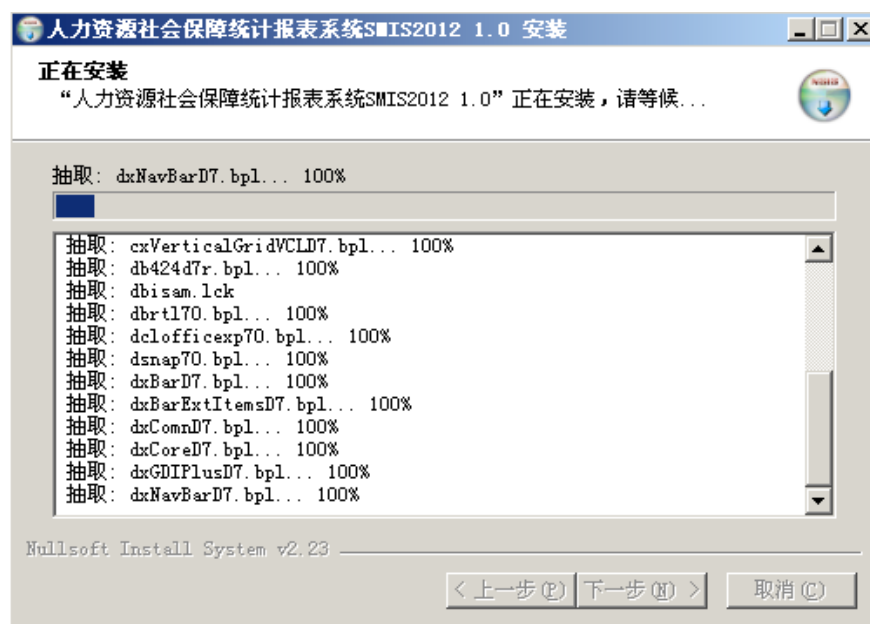 人力资源社会保障统计报表系统SMIS2012 1.0 安装
正在安装
“人力资源社会保障统计报表系统SMIS2012 1.0”正在安装，请等候...
抽取: dxNavBarD7.bpl... 100%
抽取: cxVerticalGridVCLD7.bpl... 100%
抽取: db424d7r.bpl... 100%
抽取: dbisam.lck
抽取: dbrtl70.bpl... 100%
抽取: dclofficexp70.bpl... 100%
抽取: dsnap70.bpl... 100%
抽取: dxBarD7.bpl... 100%
抽取: dxBarExtItemsD7.bpl... 100%
抽取: dxComnD7.bpl... 100%
抽取: dxCoreD7.bpl... 100%
抽取: dxGDIPlusD7.bpl... 100%
抽取: dxNavBarD7.bpl... 100%
Nullsoft Install System v2.23
< 上一步(P) 下一步(N) > 取消(C)